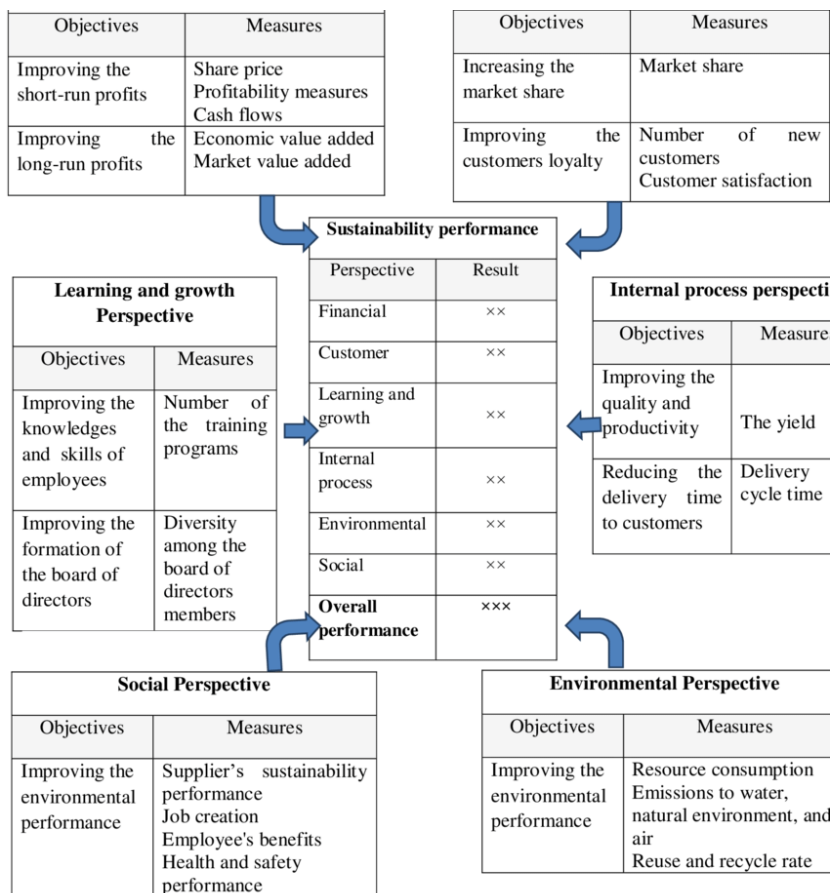 Objectives Measures
Improving the Share price
short-run profits Profitability measures
Cash flows
Improving the Economic value added
long-run profits Market value added
Objectives Measures
Increasing the Market share
market share
Improving the Number of new
customers loyalty customers
Customer satisfaction
Sustainability performance
Perspective Result
Financial ××
Customer ××
Learning and
growth ××
Internal
process ××
Environmental ××
Social ××
Overall ×××
performance
Learning and growth
Perspective
Objectives Measures
Improving the Number of
knowledges the training
and skills of programs
employees
Improving the Diversity
formation of among the
the board of board of
directors directors
members
Internal process perspecti
Objectives Measure
Improving the
quality and
productivity The yield
Reducing the Delivery
delivery time cycle time
to customers
Social Perspective
Objectives Measures
Improving the Supplier's sustainability
environmental performance
performance Job creation
Employee's benefits
Health and safety
performance
Environmental Perspective
Objectives Measures
Improving the Resource consumption
environmental Emissions to water,
performance natural environment, and
air
Reuse and recycle rate